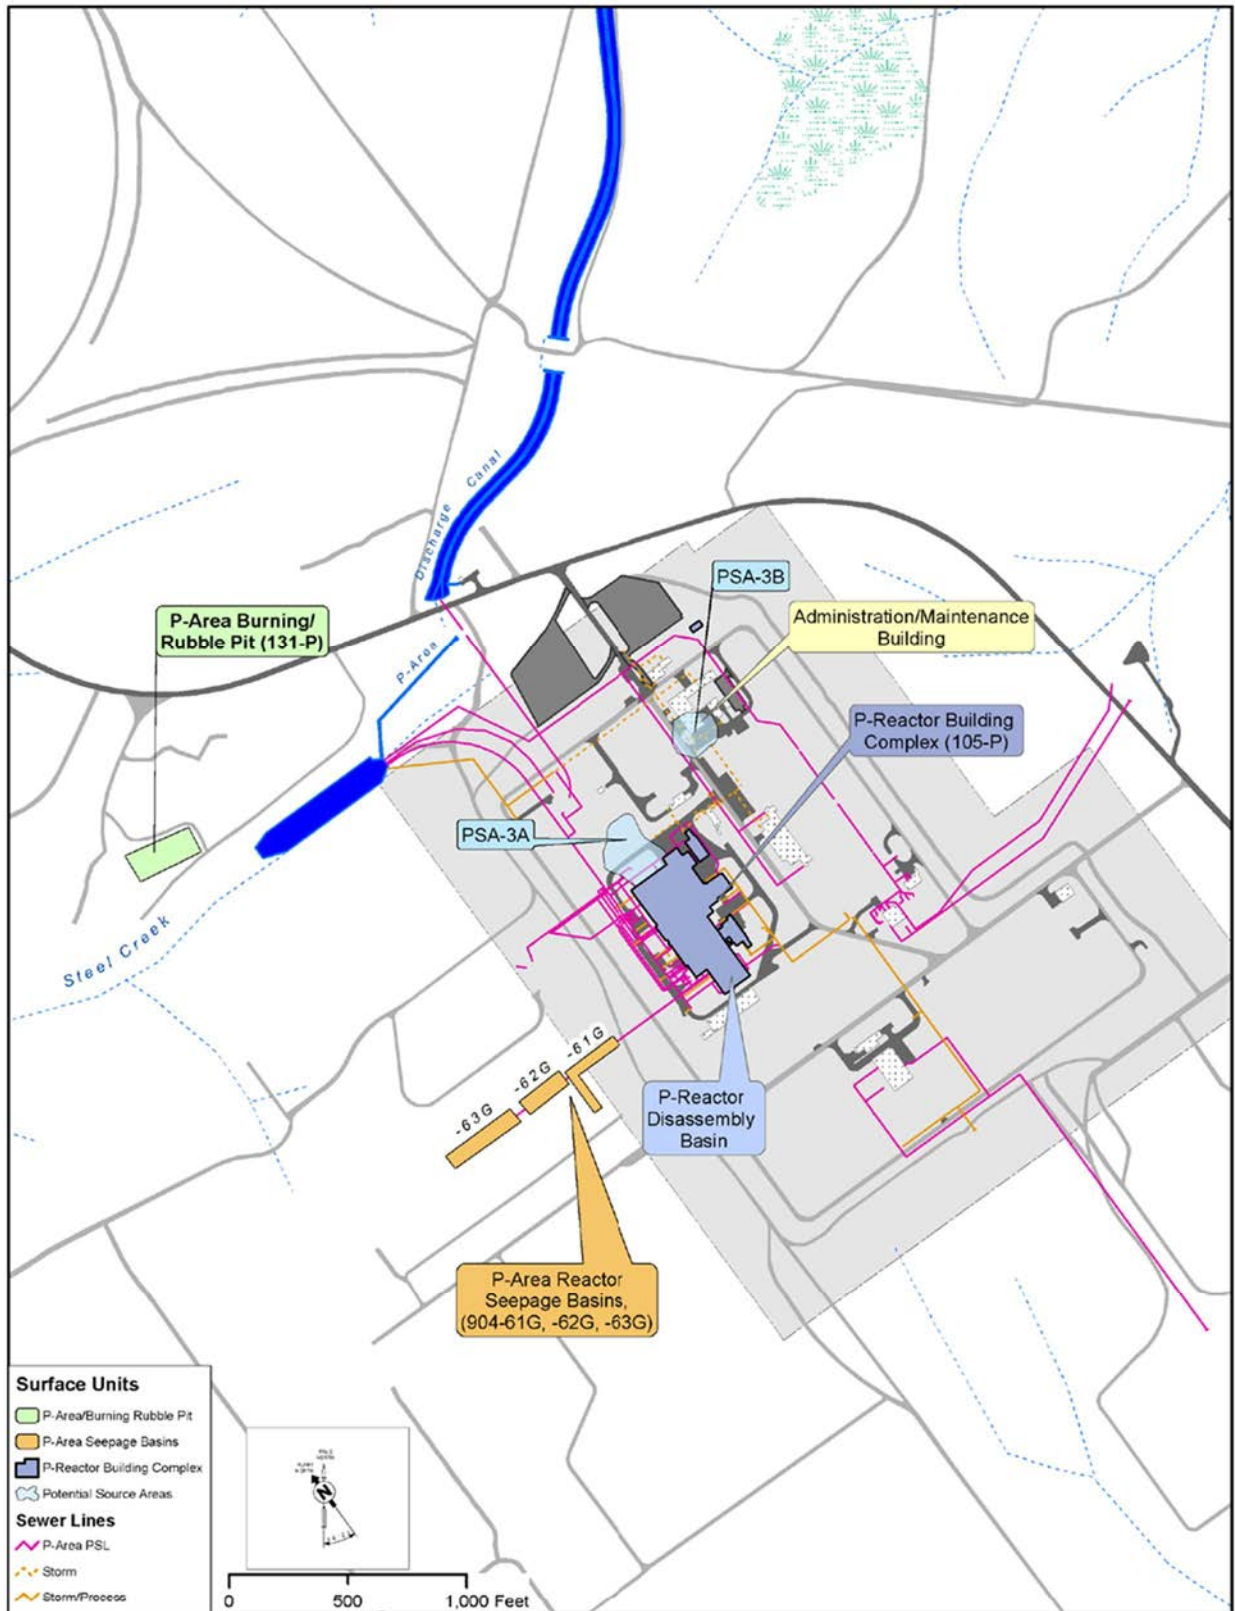 Discharge Canal
PSA-3B
P-Area Burning/
Rubble Pit (131-P)
Administration/Maintenance
Building
P-Area
P-Reactor Building
Complex (105-P)
PSA-3A
Steel Creek
-61G
-62G
-63G
P-Reactor
Disassembly
Basin
P-Area Reactor
Seepage Basins,
(904-61G, -62G, -63G)
Surface Units
P-Area/Burning Rubble Pit
P-Area Seepage Basins
P-Reactor Building Complex
Potential Source Areas
Sewer Lines
P-Area PSL
Storm
Storm/Process
N
0 500 1,000 Feet